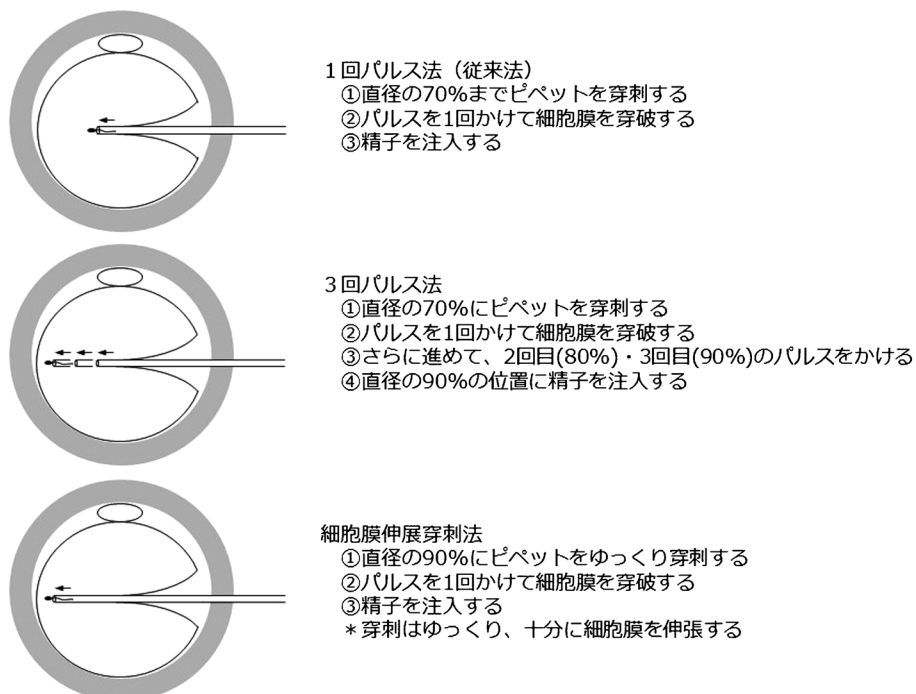 1回パルス法（従来法）
①直径の70%までピペットを穿刺する
②パルスを1回かけて細胞膜を穿破する
③精子を注入する
3回パルス法
①直径の70%にピペットを穿刺する
②パルスを1回かけて細胞膜を穿破する
③さらに進めて、2回目(80%)・3回目(90%)のパルスをかける
④直径の90%の位置に精子を注入する
細胞膜伸展穿刺法
①直径の90%にピペットをゆっくり穿刺する
②パルスを1回かけて細胞膜を穿破する
③精子を注入する
＊穿刺はゆっくり、十分に細胞膜を伸張する